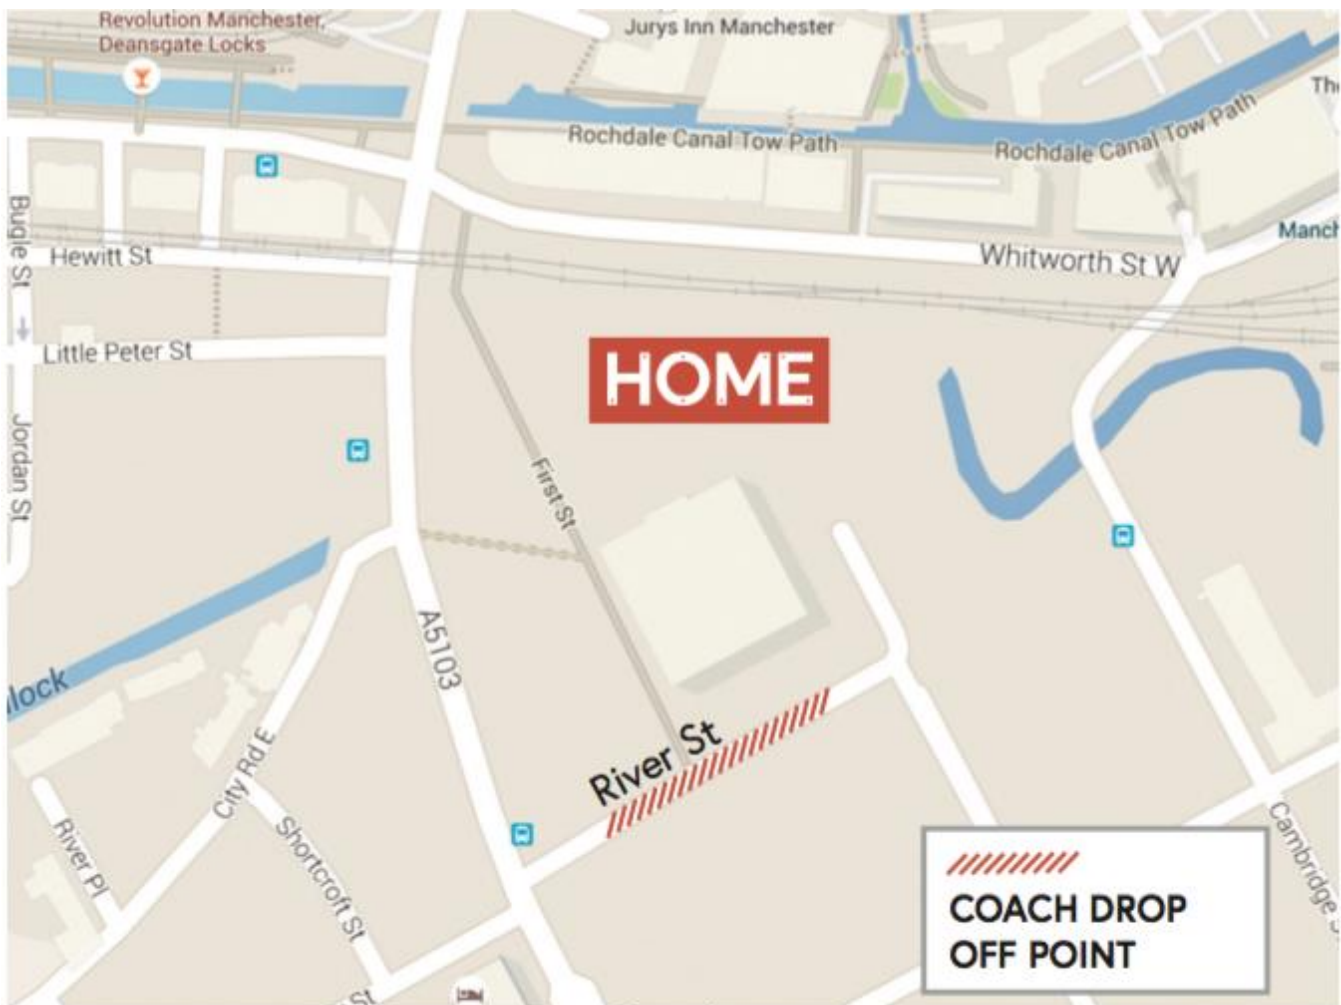 Revolution Manchester,
Deansgate Locks
Jurys Inn Manchester
Rochdale Canal Tow Path
Rochdale Canal Tow Path
Bugle St
Hewitt St
Whitworth St W
Little Peter St
HOME
Jordan St
First St
A5103
River St
City Rd E
Shortcroft St
River Pl
Cambridge
COACH DROP
OFF POINT
St